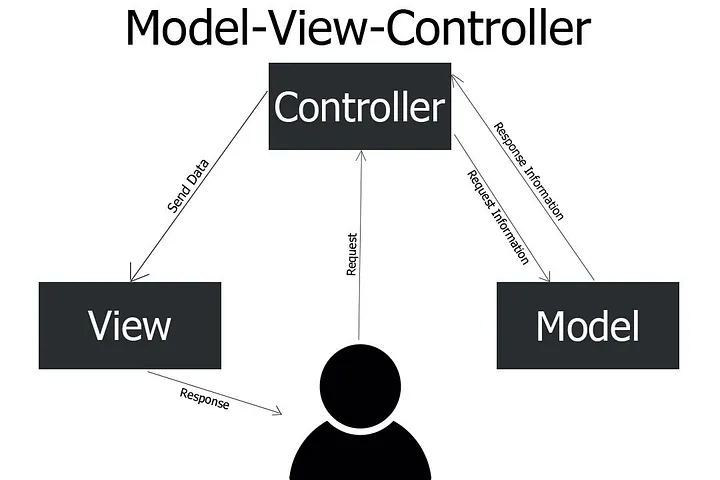 Model-View-Controller
Controller
Send Data
Request
Request Information
Response Information
View
Model
Response